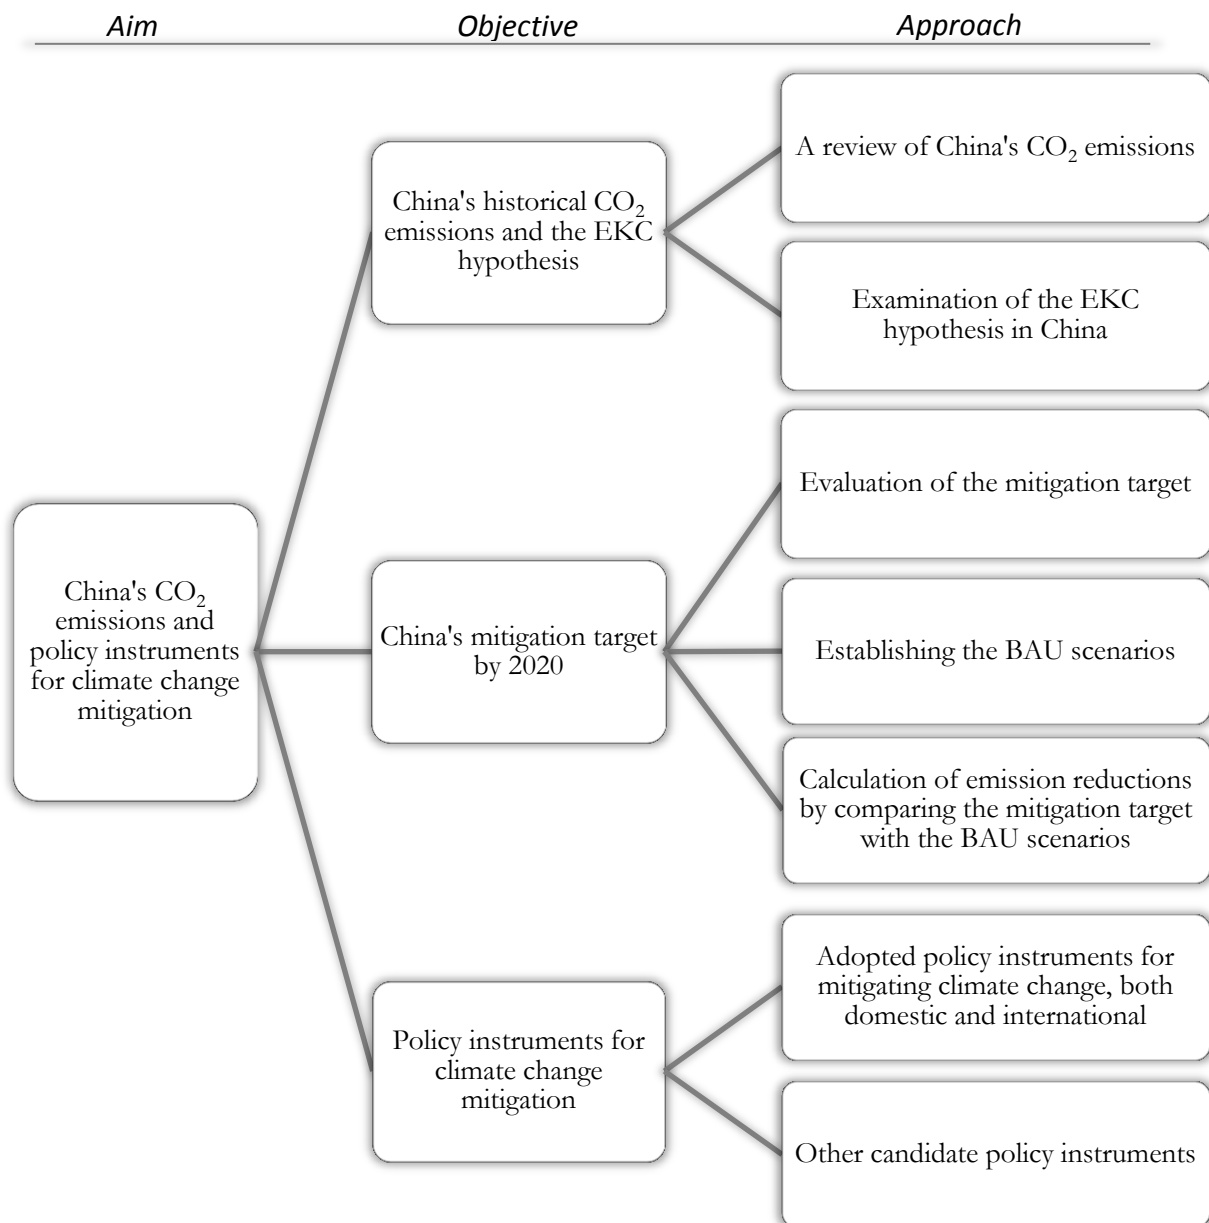 Aim Objective Approach
A review of China's CO₂ emissions
China's historical CO₂
emissions and the EKC
hypothesis
Examination of the EKC
hypothesis in China
Evaluation of the mitigation target
China's CO₂
emissions and
policy instruments
for climate change
mitigation
China's mitigation target
by 2020
Establishing the BAU scenarios
Calculation of emission reductions
by comparing the mitigation target
with the BAU scenarios
Adopted policy instruments for
mitigating climate change, both
domestic and international
Policy instruments for
climate change
mitigation
Other candidate policy instruments